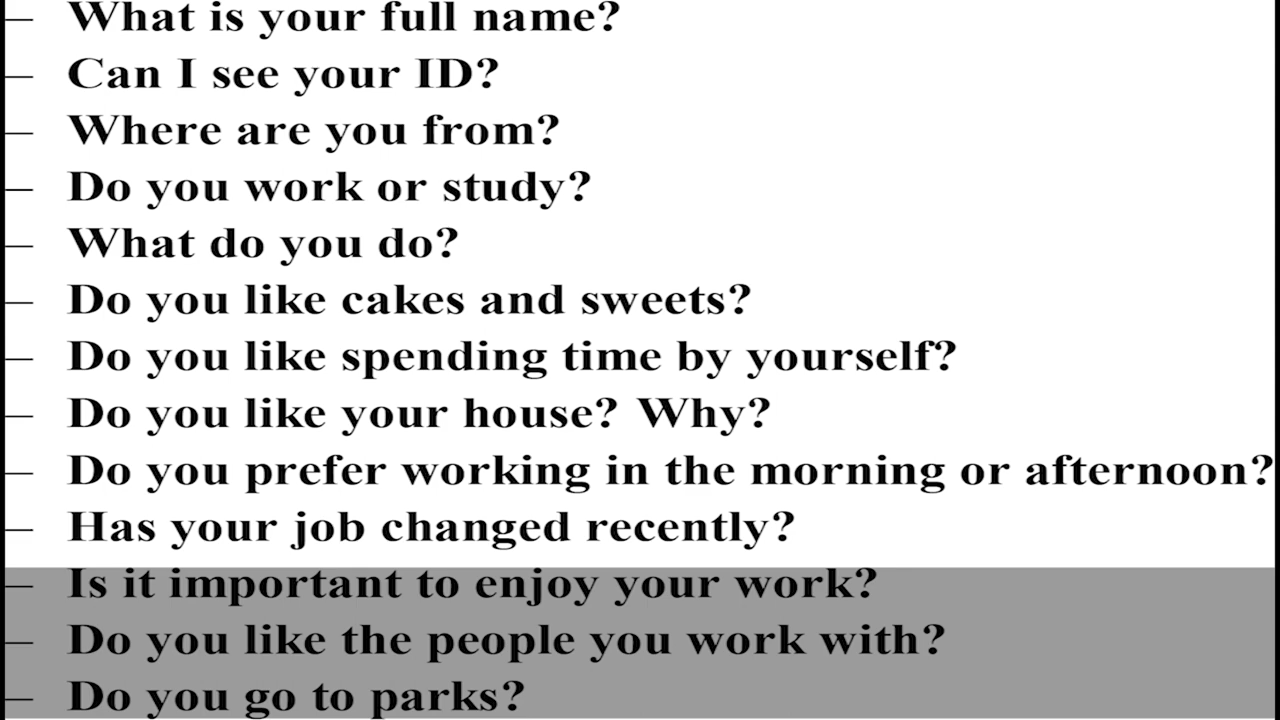 – What is your full name?
– Can I see your ID?
– Where are you from?
– Do you work or study?
– What do you do?
– Do you like cakes and sweets?
– Do you like spending time by yourself?
– Do you like your house? Why?
– Do you prefer working in the morning or afternoon?
– Has your job changed recently?
– Is it important to enjoy your work?
– Do you like the people you work with?
– Do you go to parks?